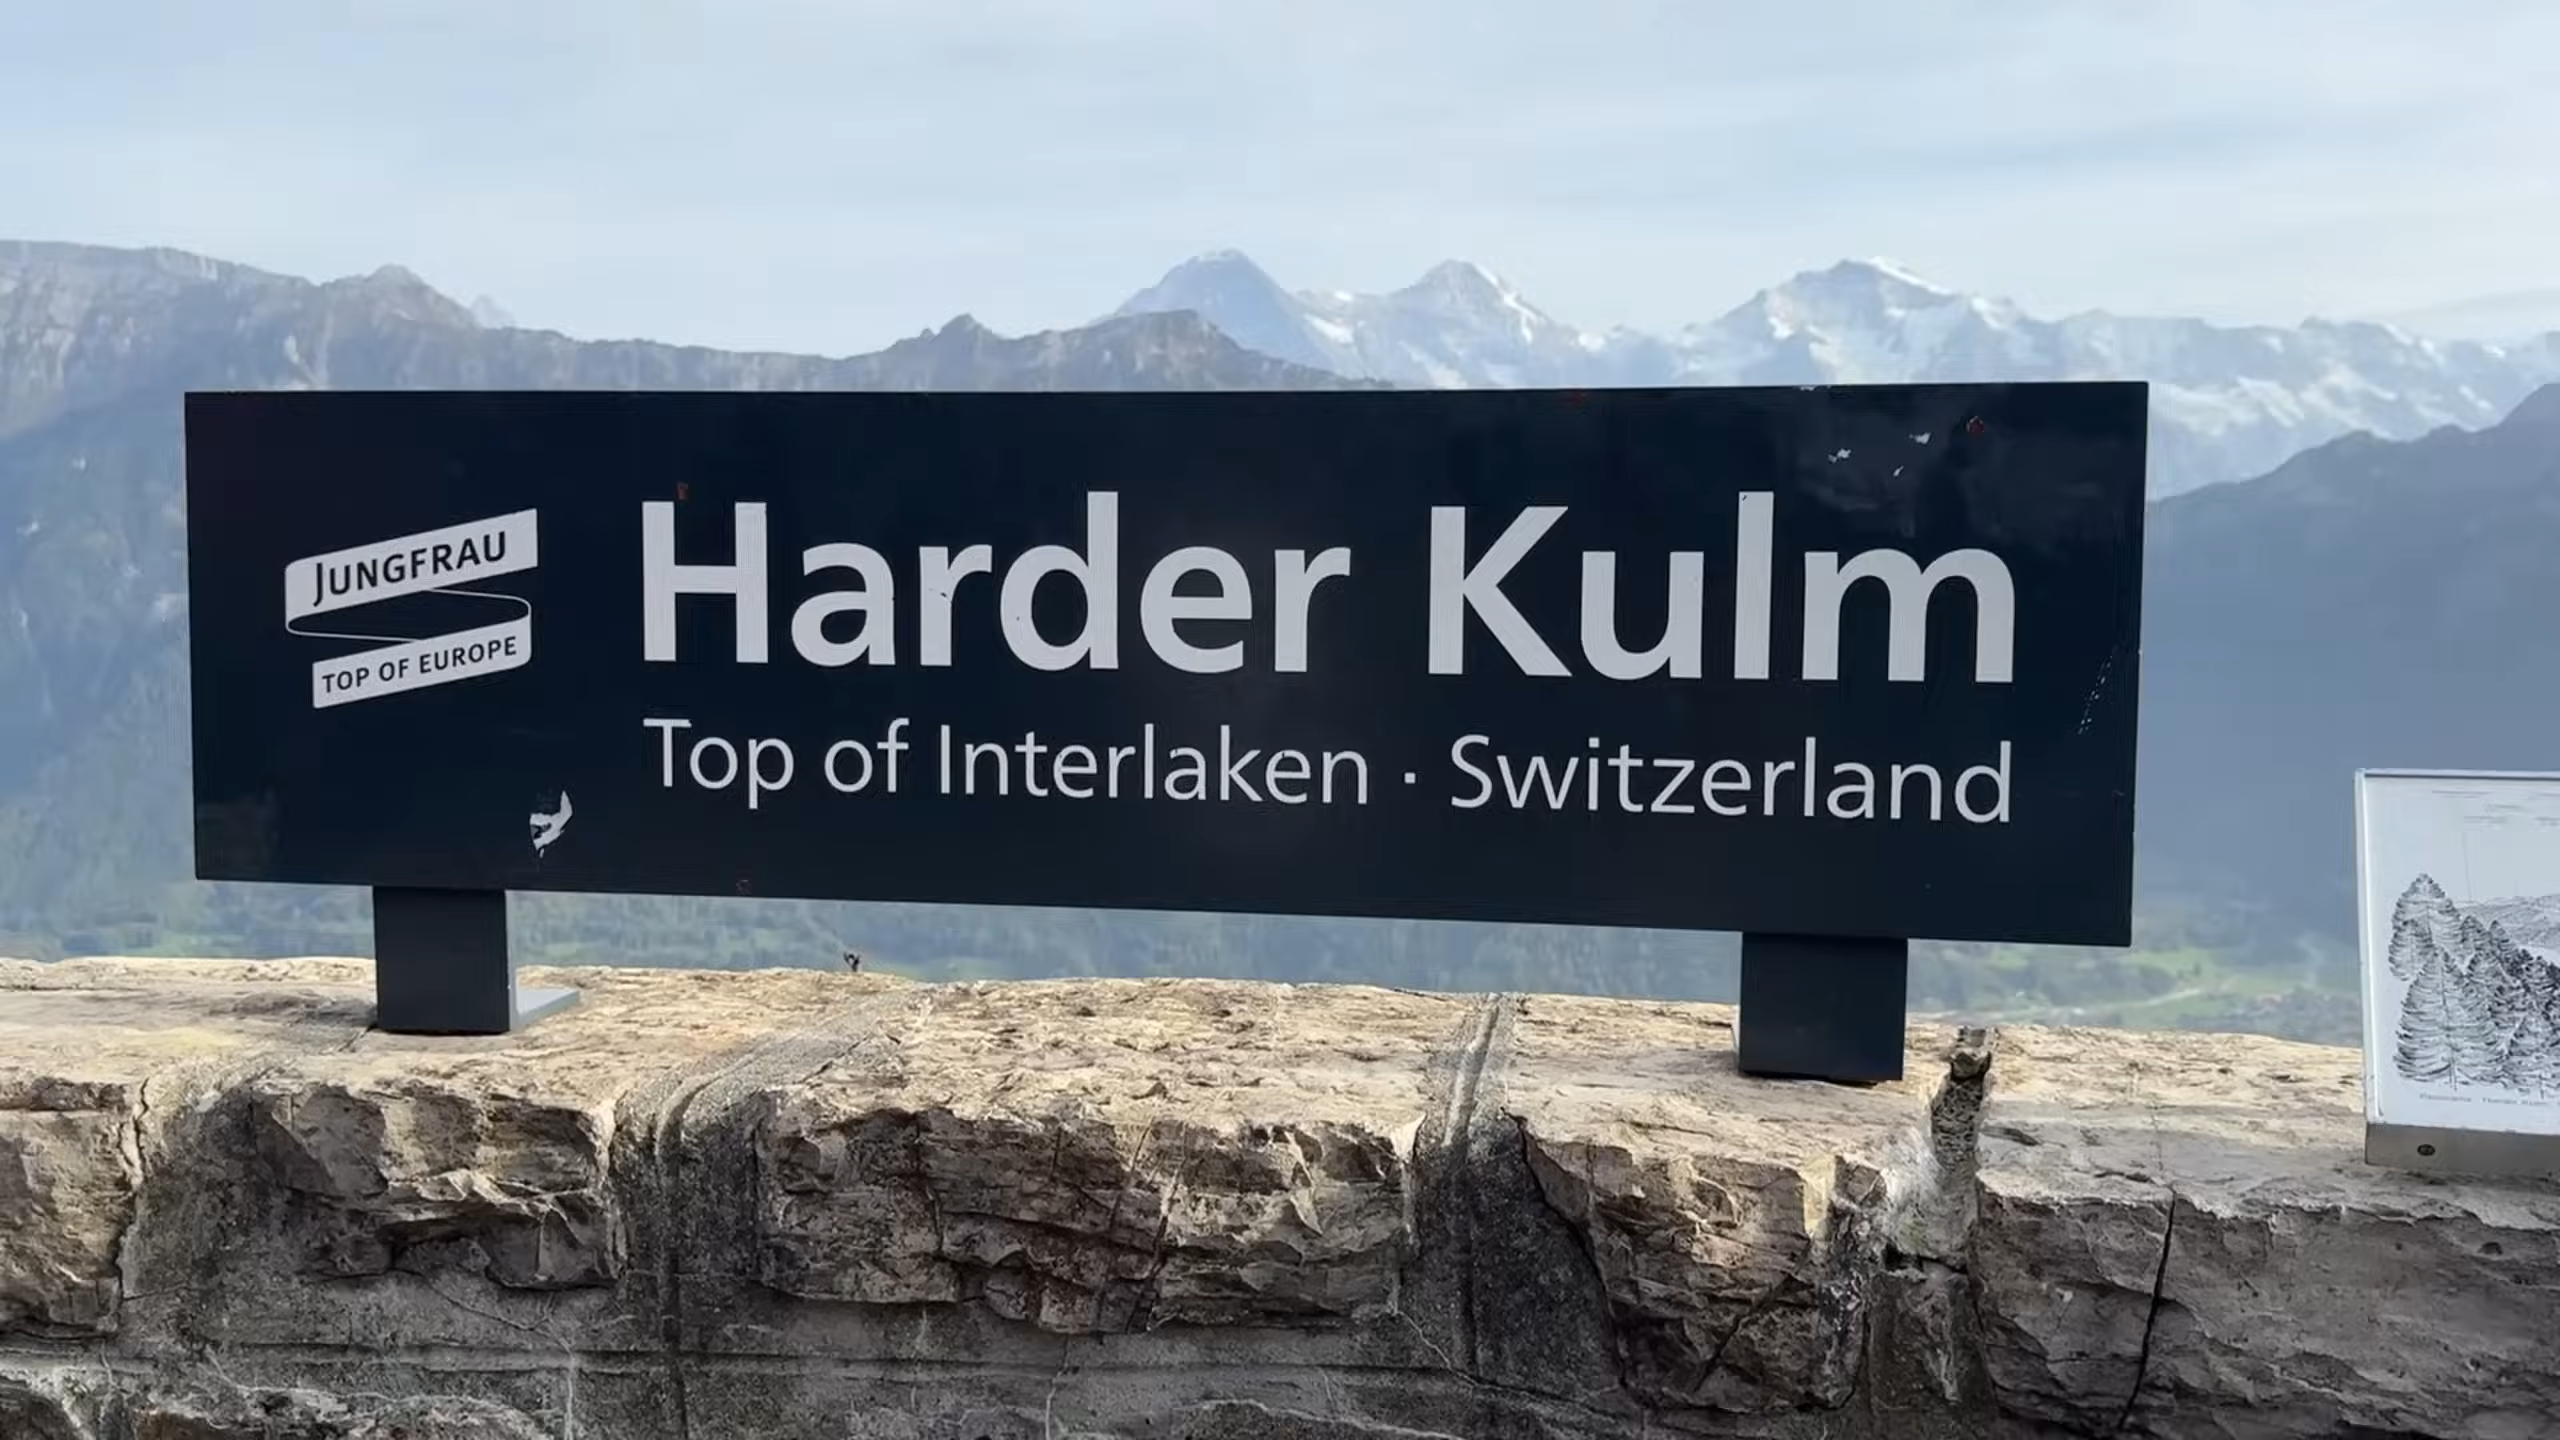 JUNGFRAU
TOP OF EUROPE
Harder Kulm
Top of Interlaken · Switzerland